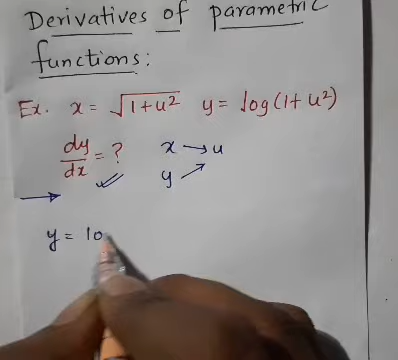 Derivatives of parametric
functions:
Ex. x = √(1+u²) y = log(1+u²)
dy/dx = ? x → u
y ↗
→
y = lo